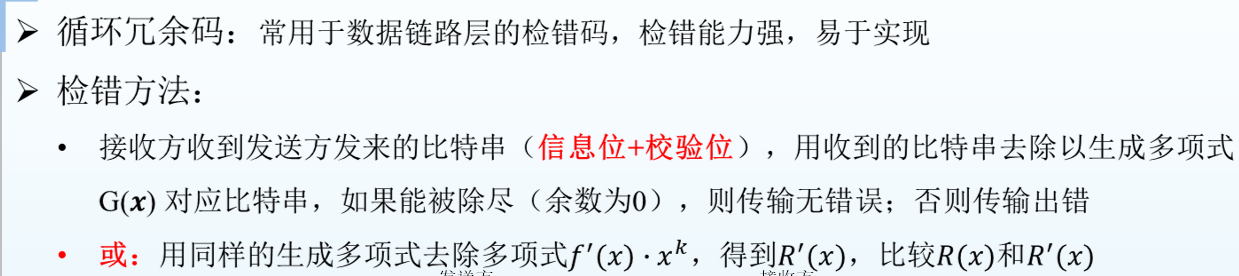 ➢ 循环冗余码：常用于数据链路层的检错码，检错能力强，易于实现
➢ 检错方法：
• 接收方收到发送方发来的比特串（信息位+校验位），用收到的比特串去除以生成多项式
G(x) 对应比特串，如果能被除尽（余数为0），则传输无错误；否则传输出错
• 或：用同样的生成多项式去除多项式f′(x)·xᵏ，得到R′(x)，比较R(x)和R′(x)